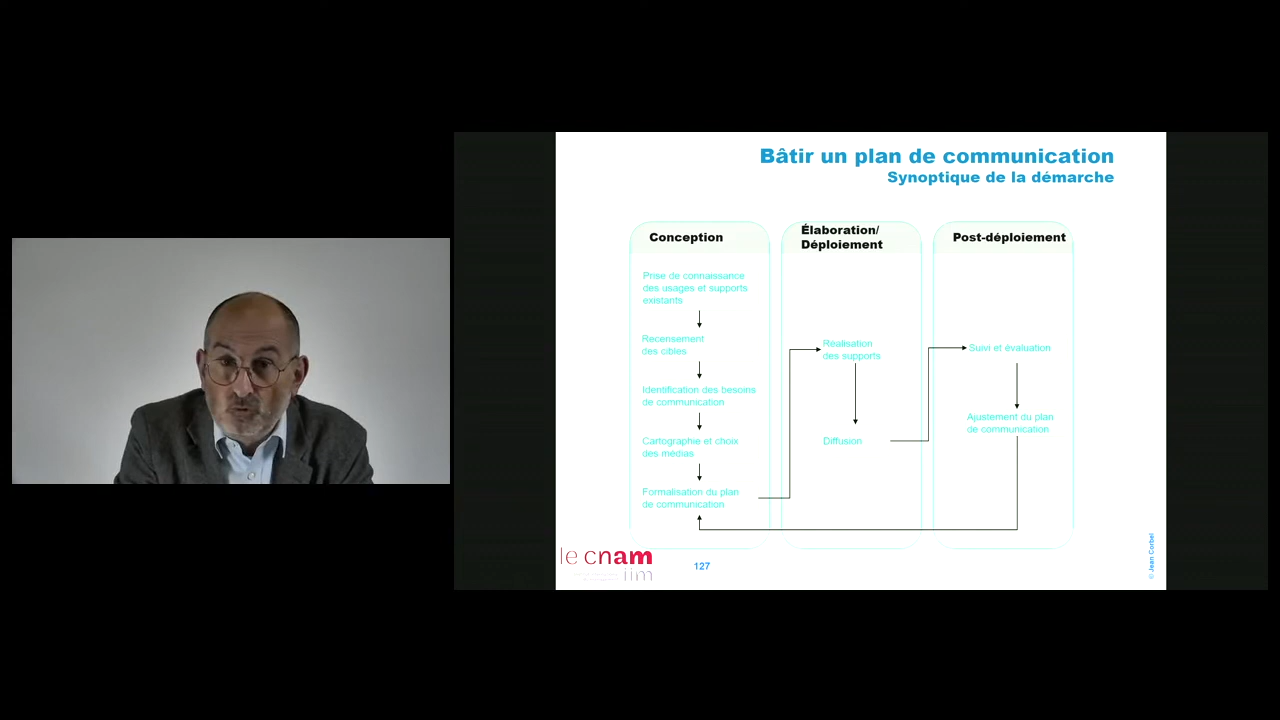 Bâtir un plan de communication
Synoptique de la démarche
Conception
Prise de connaissance
des usages et supports
existants
Recensement
des cibles
Identification des besoins
de communication
Cartographie et choix
des médias
Formalisation du plan
de communication
Élaboration/
Déploiement
Réalisation
des supports
Diffusion
Post-déploiement
Suivi et évaluation
Ajustement du plan
de communication
le cnam
iim
127
© Jean Corbel